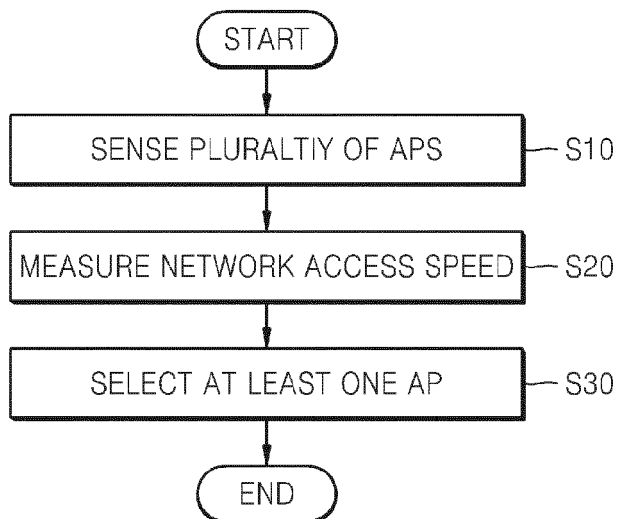 START
SENSE PLURALTIY OF APS
S10
MEASURE NETWORK ACCESS SPEED
S20
SELECT AT LEAST ONE AP
S30
END